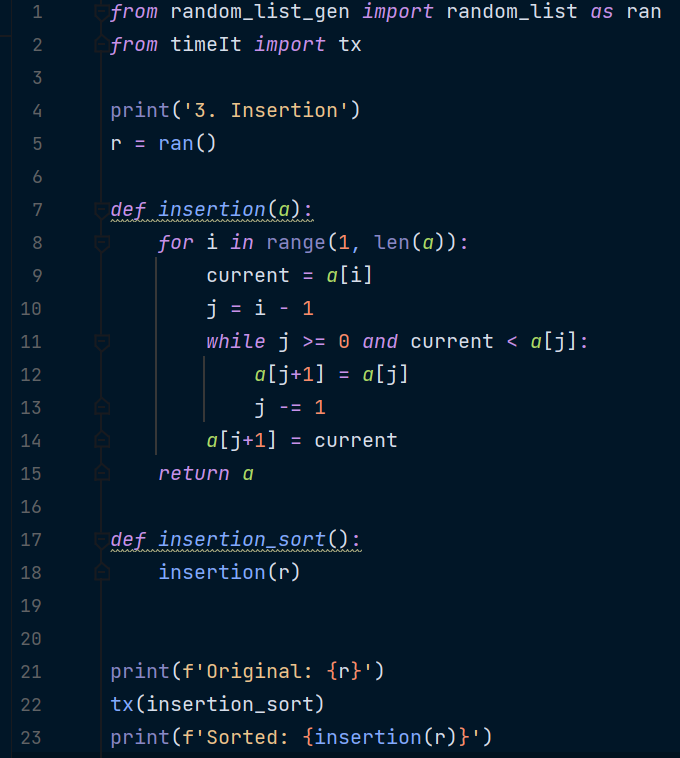 1 from random_list_gen import random_list as ran
2 from timeIt import tx
3
4 print('3. Insertion')
5 r = ran()
6
7 def insertion(a):
8     for i in range(1, len(a)):
9         current = a[i]
10         j = i - 1
11         while j >= 0 and current < a[j]:
12             a[j+1] = a[j]
13             j -= 1
14         a[j+1] = current
15     return a
16
17 def insertion_sort():
18     insertion(r)
19
20
21 print(f'Original: {r}')
22 tx(insertion_sort)
23 print(f'Sorted: {insertion(r)}')